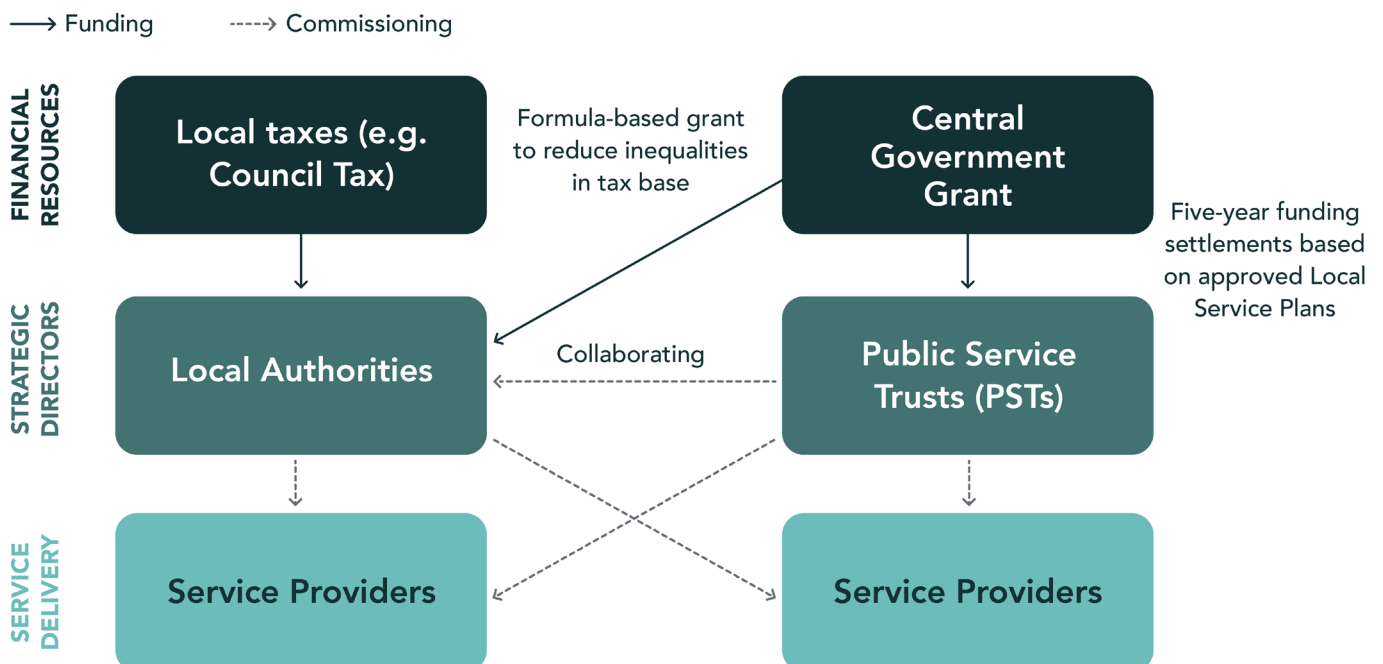 Funding
Commissioning
FINANCIAL
RESOURCES
Local taxes (e.g.
Council Tax)
Formula-based grant
to reduce inequalities
in tax base
Central
Government
Grant
Five-year funding
settlements based
on approved Local
Service Plans
STRATEGIC
DIRECTORS
Local Authorities
Collaborating
Public Service
Trusts (PSTs)
SERVICE
DELIVERY
Service Providers
Service Providers